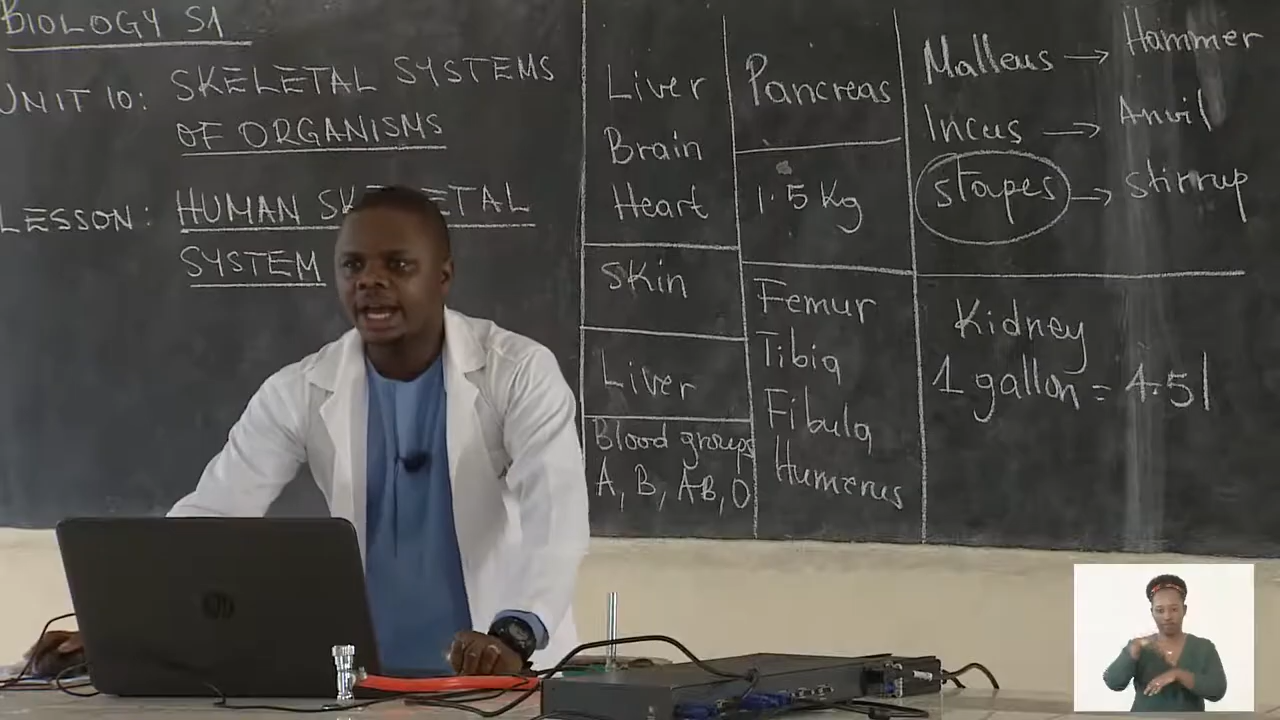 BIOLOGY S1
UNIT 10: SKELETAL SYSTEMS
OF ORGANISMS
LESSON: HUMAN SKELETAL
SYSTEM
Liver
Brain
Heart
Skin
Liver
Blood groups
A, B, AB, O
Pancreas
1.5 Kg
Femur
Tibia
Fibula
Humerus
Malleus → Hammer
Incus → Anvil
stapes → stirrup
Kidney
1 gallon = 4.5l
hp